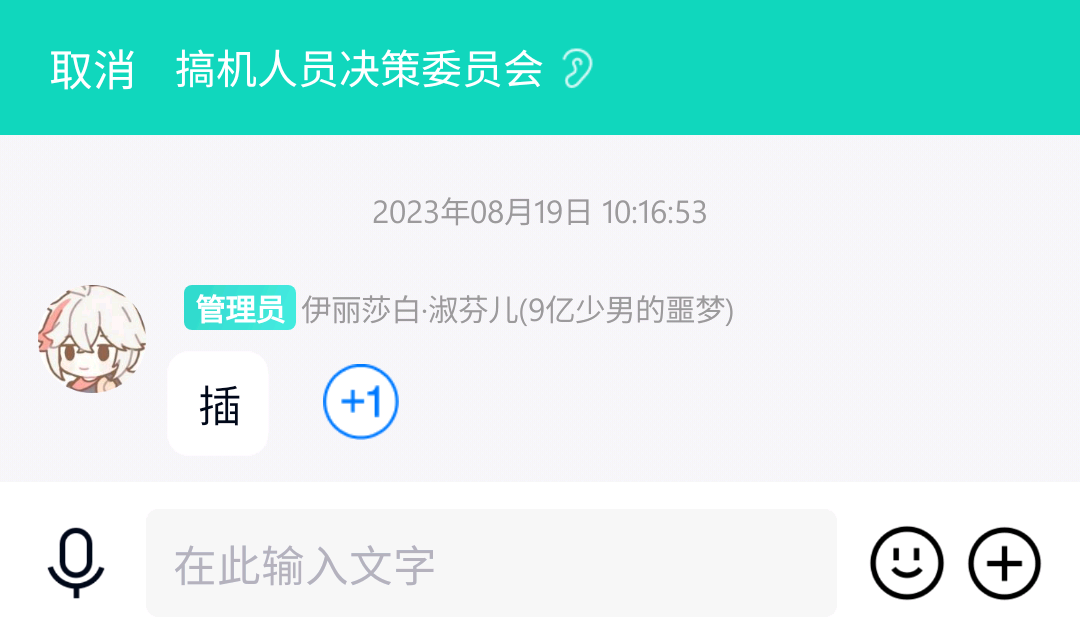 取消 搞机人员决策委员会
2023年08月19日 10:16:53
管理员 伊丽莎白·淑芬儿(9亿少男的噩梦)
插 +1
在此输入文字